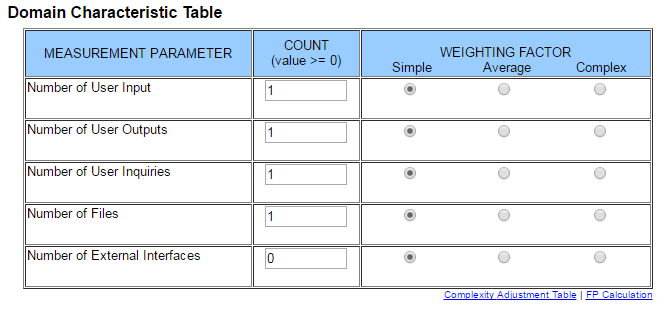 Domain Characteristic Table
MEASUREMENT PARAMETER
COUNT
(value >= 0)
WEIGHTING FACTOR
Simple Average Complex
Number of User Input 1
Number of User Outputs 1
Number of User Inquiries 1
Number of Files 1
Number of External Interfaces 0
Complexity Adjustment Table | FP Calculation